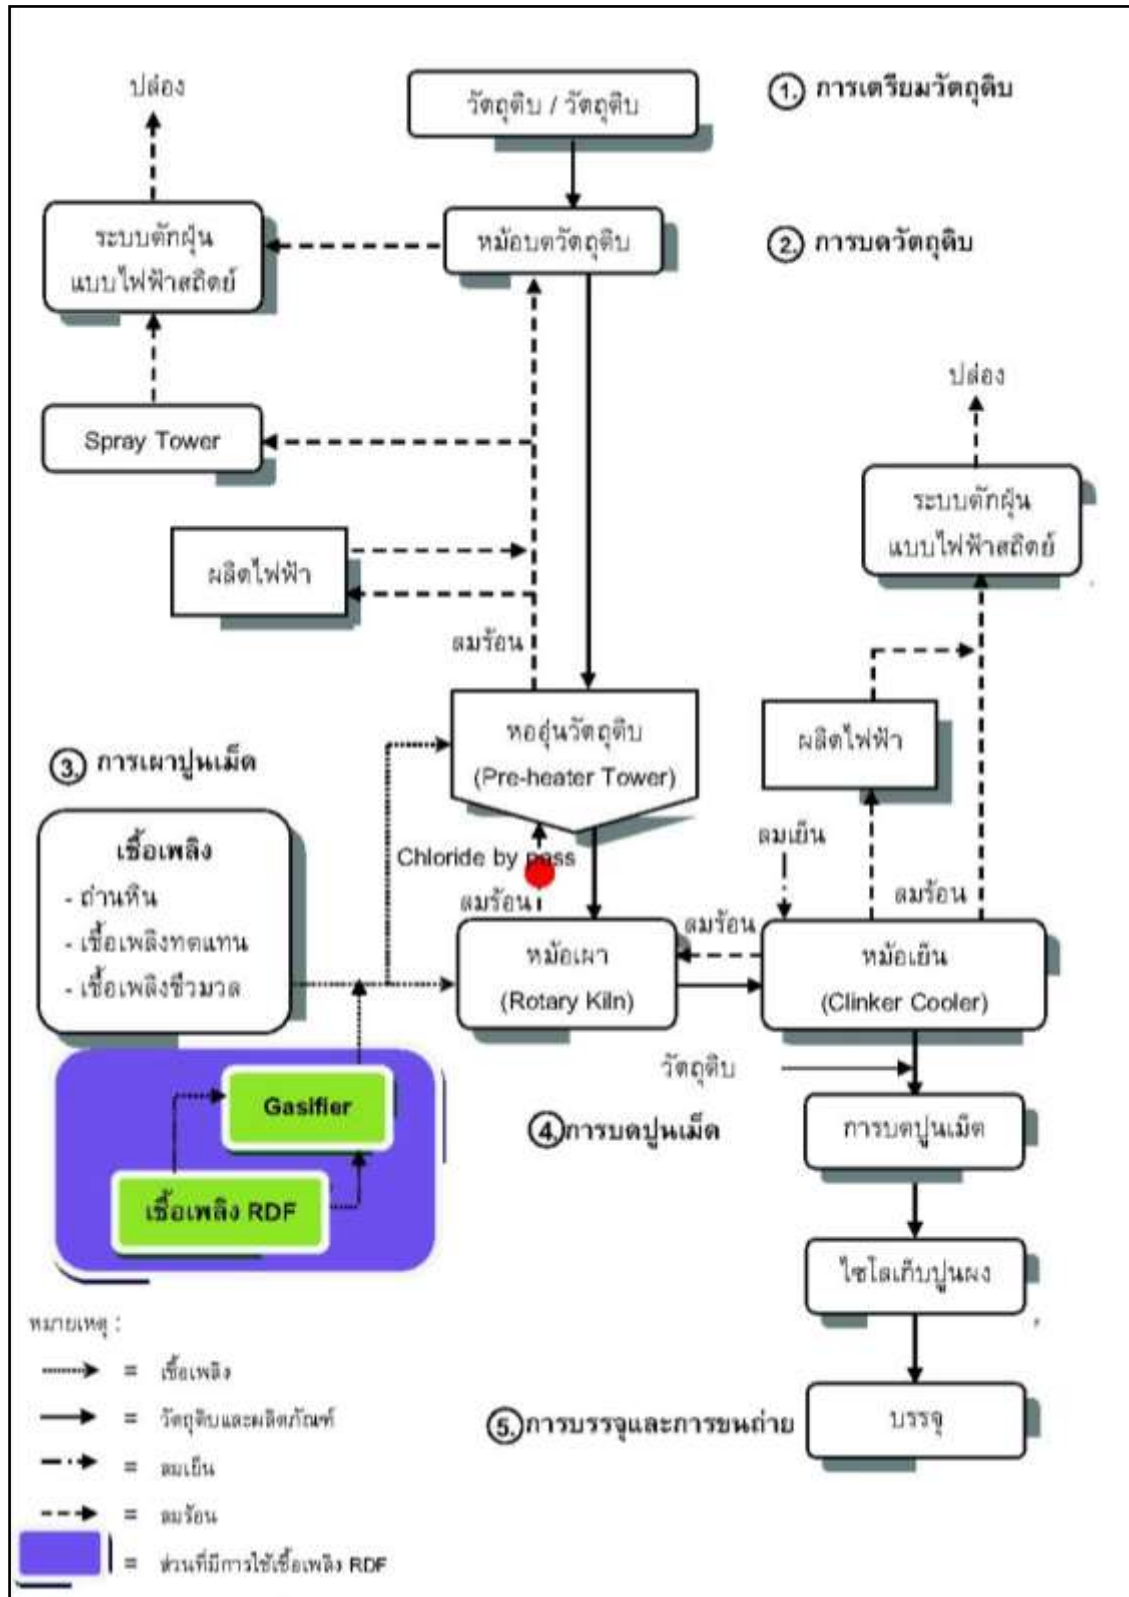 ปล่อง
วัตถุดิบ / วัตถุดิบ
1. การเตรียมวัตถุดิบ
ระบบดักฝุ่น
แบบไฟฟ้าสถิตย์
หม้อบดวัตถุดิบ
2. การบดวัตถุดิบ
ปล่อง
Spray Tower
ระบบดักฝุ่น
แบบไฟฟ้าสถิตย์
ผลิตไฟฟ้า
ลมร้อน
หออุ่นวัตถุดิบ
(Pre-heater Tower)
ผลิตไฟฟ้า
3. การเผาปูนเม็ด
เชื้อเพลิง
- ถ่านหิน
- เชื้อเพลิงทดแทน
- เชื้อเพลิงชีวมวล
Chloride by pass
ลมร้อน
ลมเย็น
ลมร้อน
ลมร้อน
หม้อเผา
(Rotary Kiln)
หม้อเย็น
(Clinker Cooler)
วัตถุดิบ
Gasifier
เชื้อเพลิง RDF
4. การบดปูนเม็ด
การบดปูนเม็ด
ไซโลเก็บปูนผง
5. การบรรจุและการขนถ่าย
บรรจุ
หมายเหตุ :
= เชื้อเพลิง
= วัตถุดิบและผลิตภัณฑ์
= ลมเย็น
= ลมร้อน
= ส่วนที่มีการใช้เชื้อเพลิง RDF